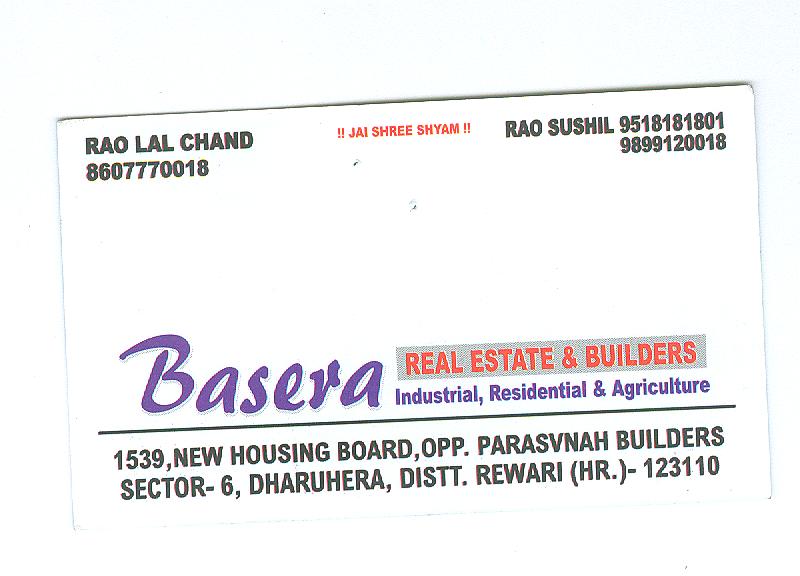 RAO LAL CHAND
8607770018
!! JAI SHREE SHYAM !!
RAO SUSHIL 9518181801
9899120018
Basera
REAL ESTATE & BUILDERS
Industrial, Residential & Agriculture
1539,NEW HOUSING BOARD,OPP. PARASVNAH BUILDERS
SECTOR- 6, DHARUHERA, DISTT. REWARI (HR.)- 123110